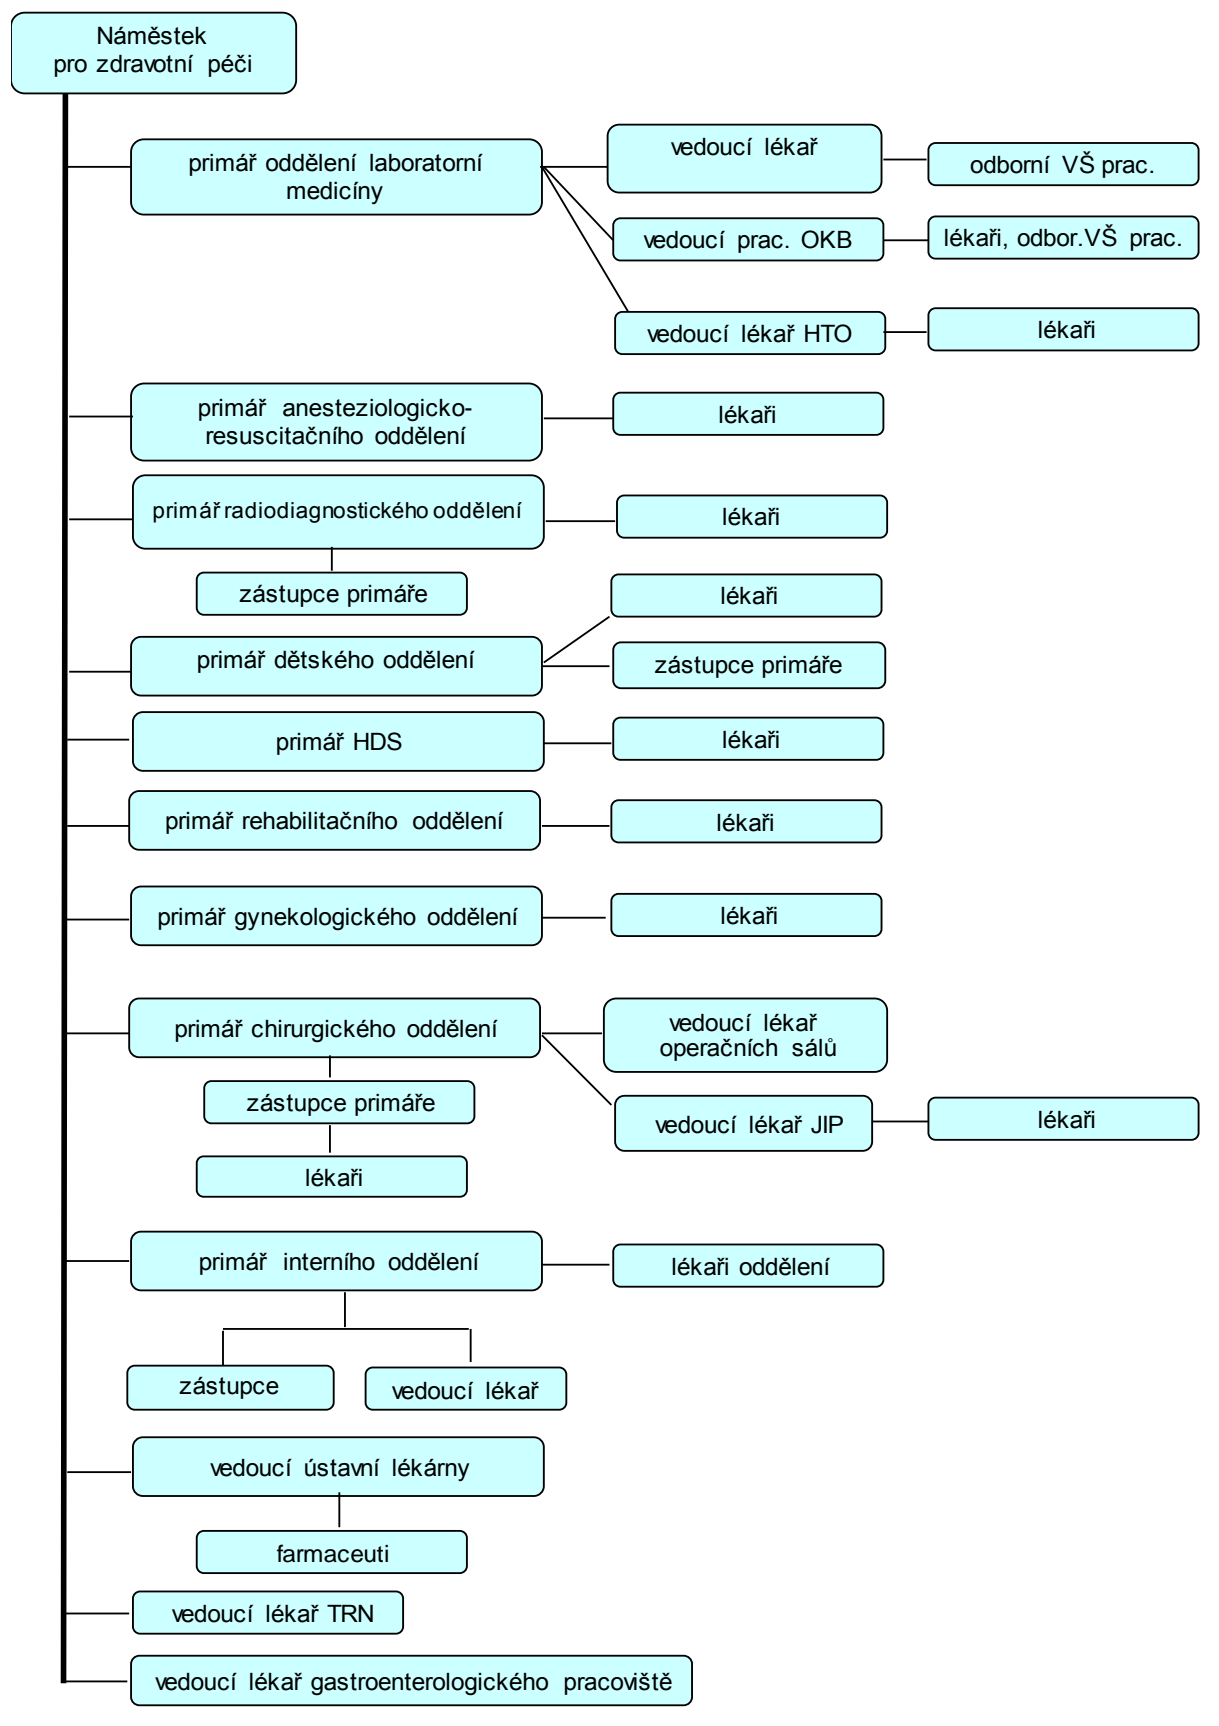 Náměstek
pro zdravotní péči
primář oddělení laboratorní
medicíny
vedoucí lékař
odborní VŠ prac.
vedoucí prac. OKB
lékaři, odbor.VŠ prac.
vedoucí lékař HTO
lékaři
primář anesteziologicko-
resuscitačního oddělení
lékaři
primář radiodiagnostického oddělení
lékaři
zástupce primáře
primář dětského oddělení
lékaři
zástupce primáře
primář HDS
lékaři
primář rehabilitačního oddělení
lékaři
primář gynekologického oddělení
lékaři
primář chirurgického oddělení
vedoucí lékař
operačních sálů
zástupce primáře
vedoucí lékař JIP
lékaři
lékaři
primář interního oddělení
lékaři oddělení
zástupce
vedoucí lékař
vedoucí ústavní lékárny
farmaceuti
vedoucí lékař TRN
vedoucí lékař gastroenterologického pracoviště